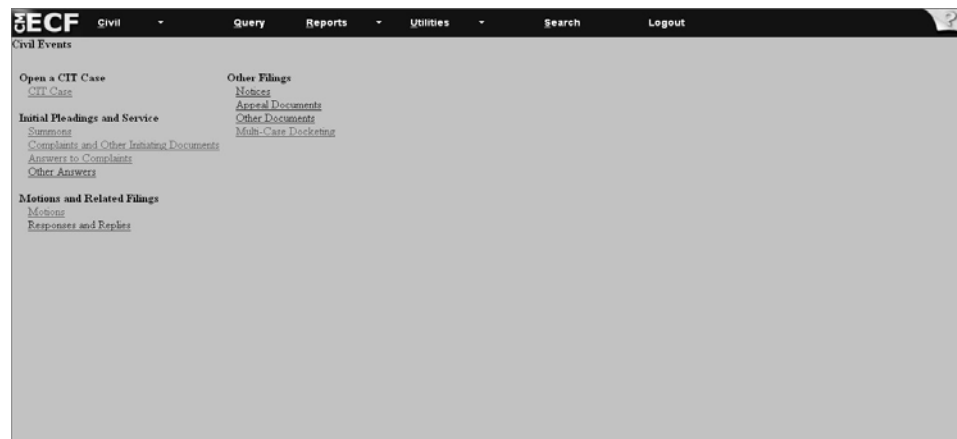 CM ECF Civil Query Reports Utilities Search Logout ?
Civil Events
Open a CIT Case
CIT Case
Initial Pleadings and Service
Summons
Complaints and Other Initiating Documents
Answers to Complaints
Other Answers
Motions and Related Filings
Motions
Responses and Replies
Other Filings
Notices
Appeal Documents
Other Documents
Multi-Case Docketing